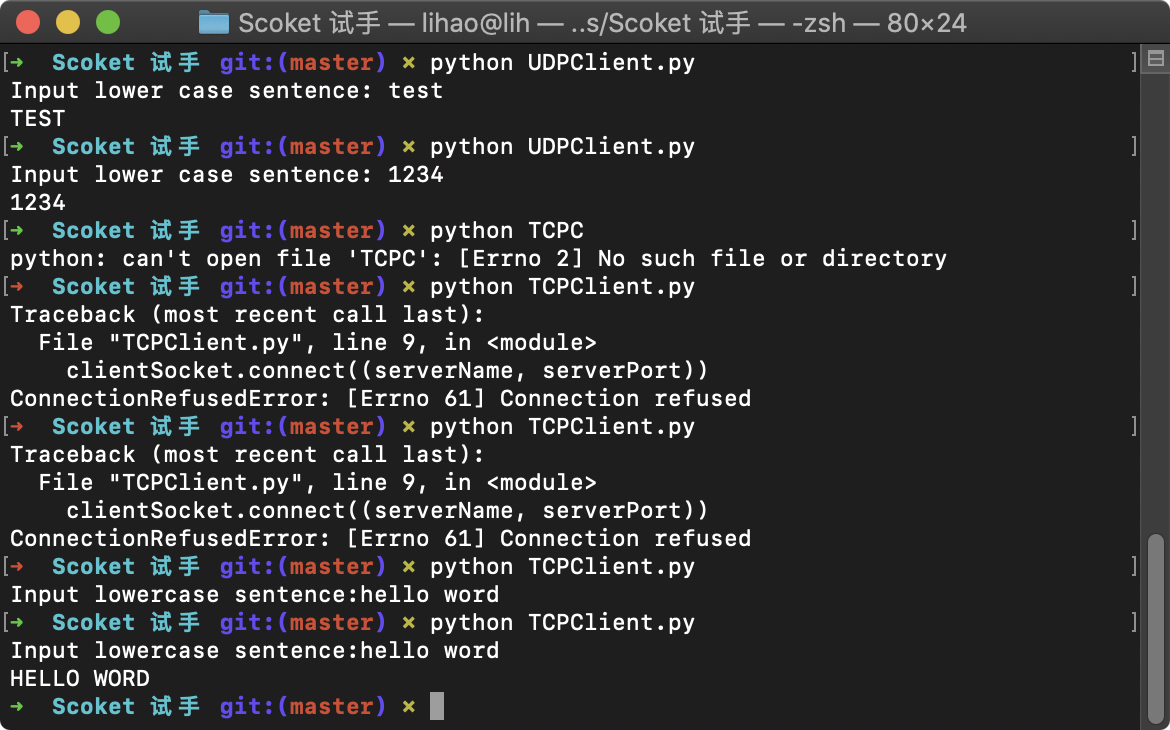 Scoket 试手 — lihao@lih — ..s/Scoket 试手 — -zsh — 80×24
[➜  Scoket 试手 git:(master) ✗ python UDPClient.py ]
Input lower case sentence: test
TEST
[➜  Scoket 试手 git:(master) ✗ python UDPClient.py ]
Input lower case sentence: 1234
1234
[➜  Scoket 试手 git:(master) ✗ python TCPC ]
python: can't open file 'TCPC': [Errno 2] No such file or directory
[➜  Scoket 试手 git:(master) ✗ python TCPClient.py ]
Traceback (most recent call last):
  File "TCPClient.py", line 9, in <module>
    clientSocket.connect((serverName, serverPort))
ConnectionRefusedError: [Errno 61] Connection refused
[➜  Scoket 试手 git:(master) ✗ python TCPClient.py ]
Traceback (most recent call last):
  File "TCPClient.py", line 9, in <module>
    clientSocket.connect((serverName, serverPort))
ConnectionRefusedError: [Errno 61] Connection refused
[➜  Scoket 试手 git:(master) ✗ python TCPClient.py ]
Input lowercase sentence:hello word
[➜  Scoket 试手 git:(master) ✗ python TCPClient.py ]
Input lowercase sentence:hello word
HELLO WORD
➜  Scoket 试手 git:(master) ✗